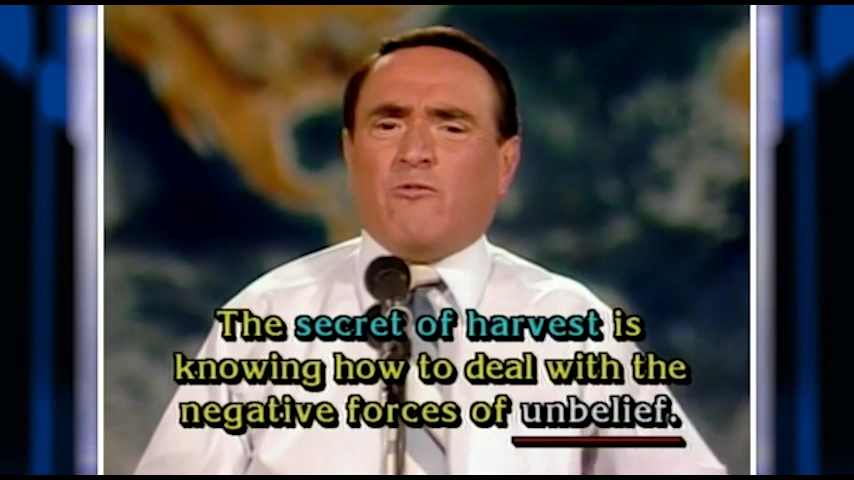 The secret of harvest is
knowing how to deal with the
negative forces of unbelief.